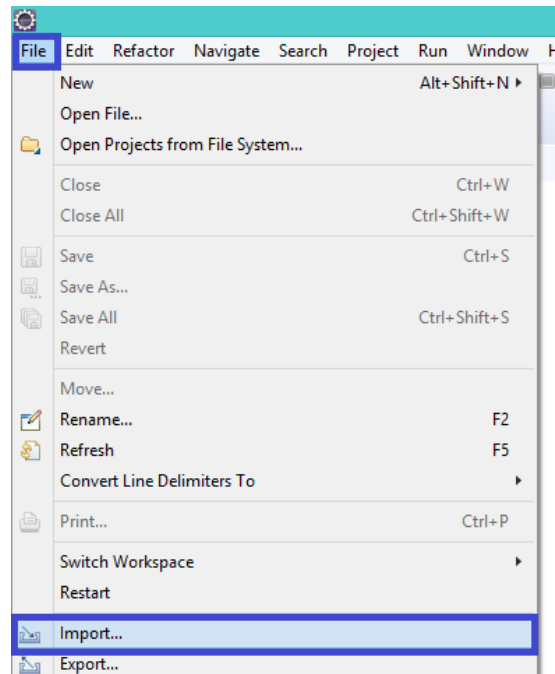 File Edit Refactor Navigate Search Project Run Window
New Alt+Shift+N
Open File...
Open Projects from File System...
Close Ctrl+W
Close All Ctrl+Shift+W
Save Ctrl+S
Save As...
Save All Ctrl+Shift+S
Revert
Move...
Rename... F2
Refresh F5
Convert Line Delimiters To
Print... Ctrl+P
Switch Workspace
Restart
Import...
Export...